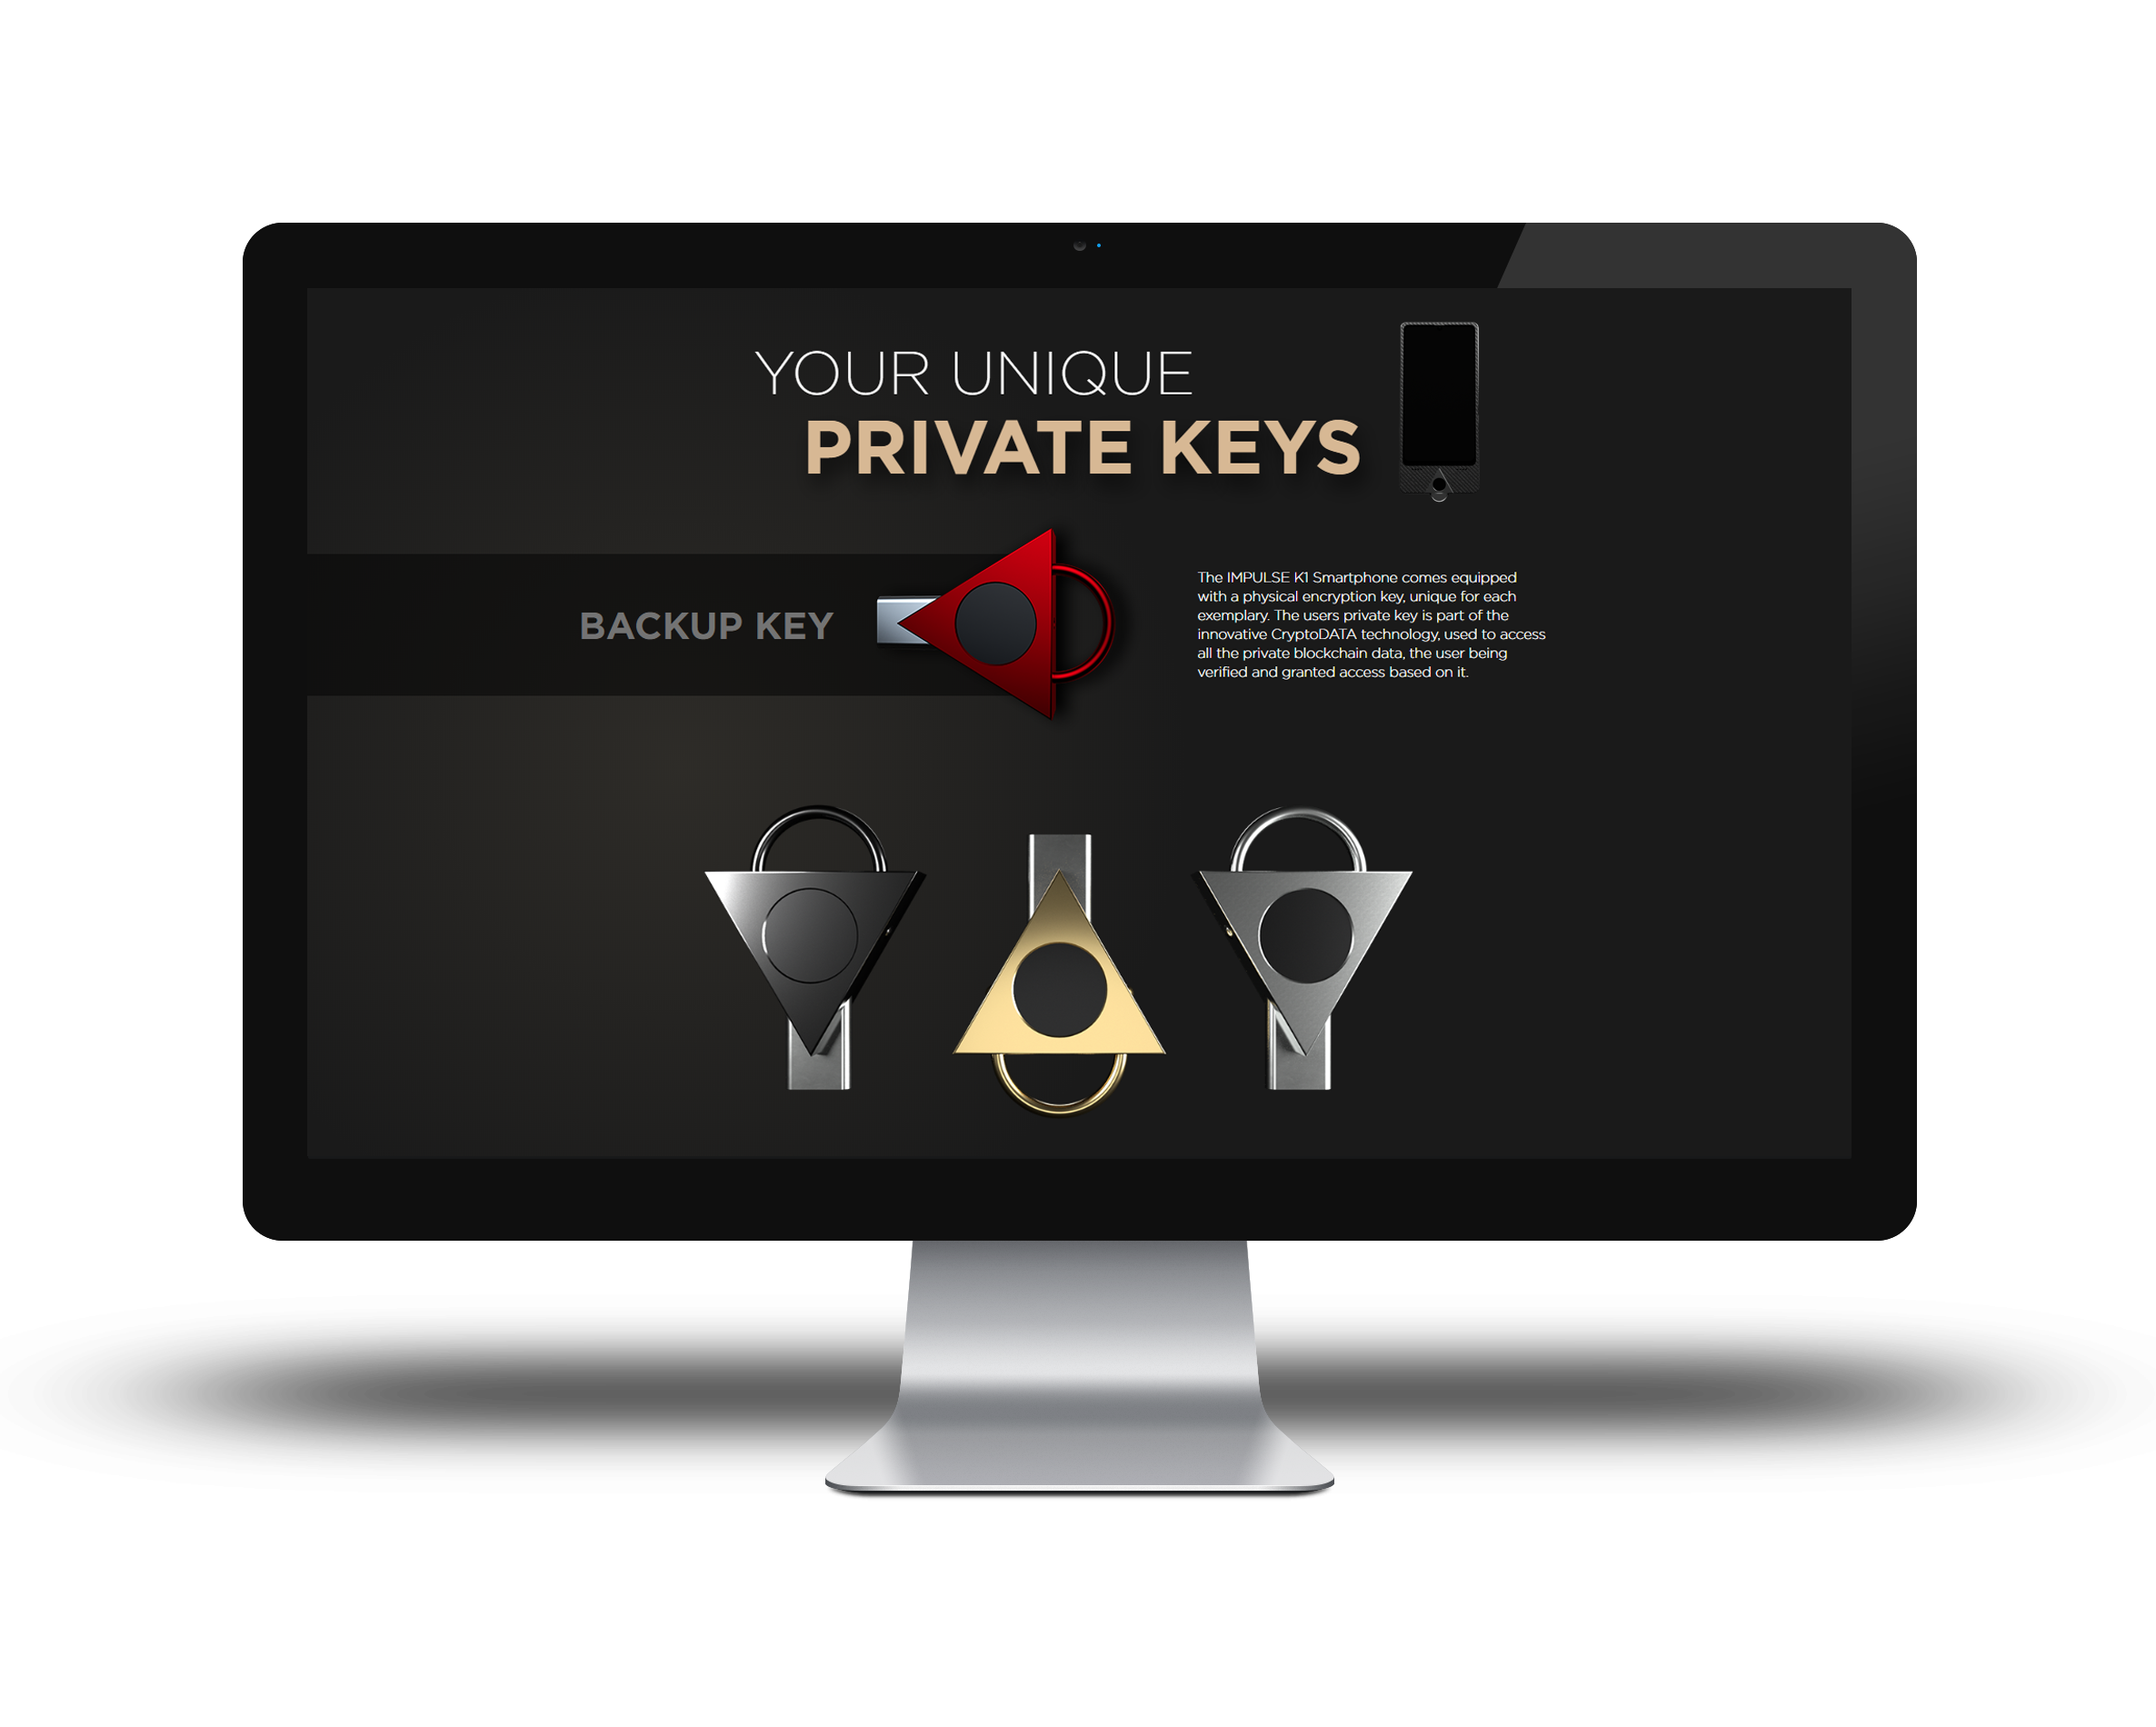 YOUR UNIQUE
PRIVATE KEYS
BACKUP KEY
The IMPULSE K1 Smartphone comes equipped
with a physical encryption key, unique for each
exemplary. The users private key is part of the
innovative CryptoDATA technology, used to access
all the private blockchain data, the user being
verified and granted access based on it.